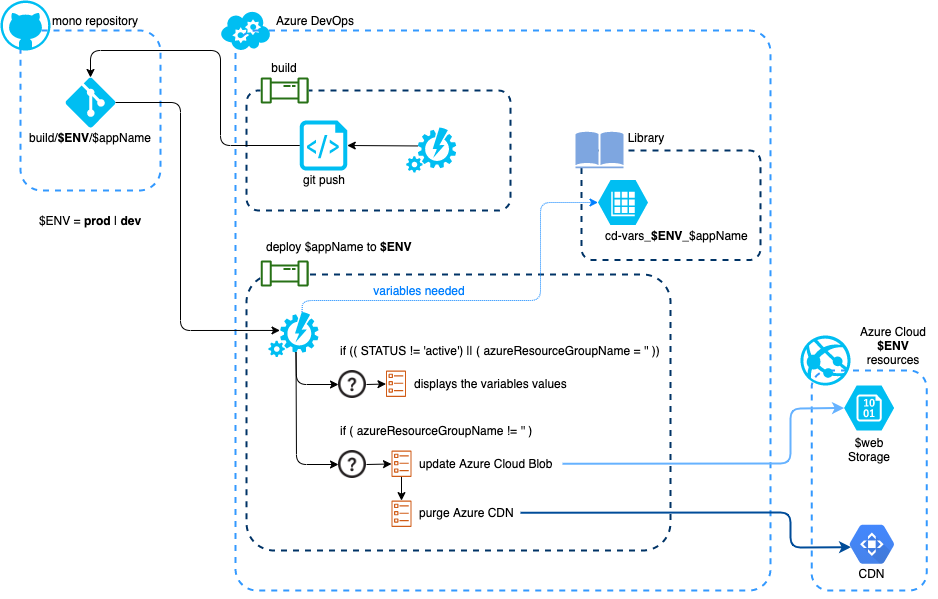 mono repository
Azure DevOps
build
build/$ENV/$appName
</>
git push
Library
cd-vars_$ENV_$appName
$ENV = prod | dev
deploy $appName to $ENV
variables needed
if (( STATUS != 'active') || ( azureResourceGroupName = '' ))
?
displays the variables values
if ( azureResourceGroupName != '' )
?
update Azure Cloud Blob
purge Azure CDN
Azure Cloud
$ENV
resources
10
01
$web
Storage
CDN